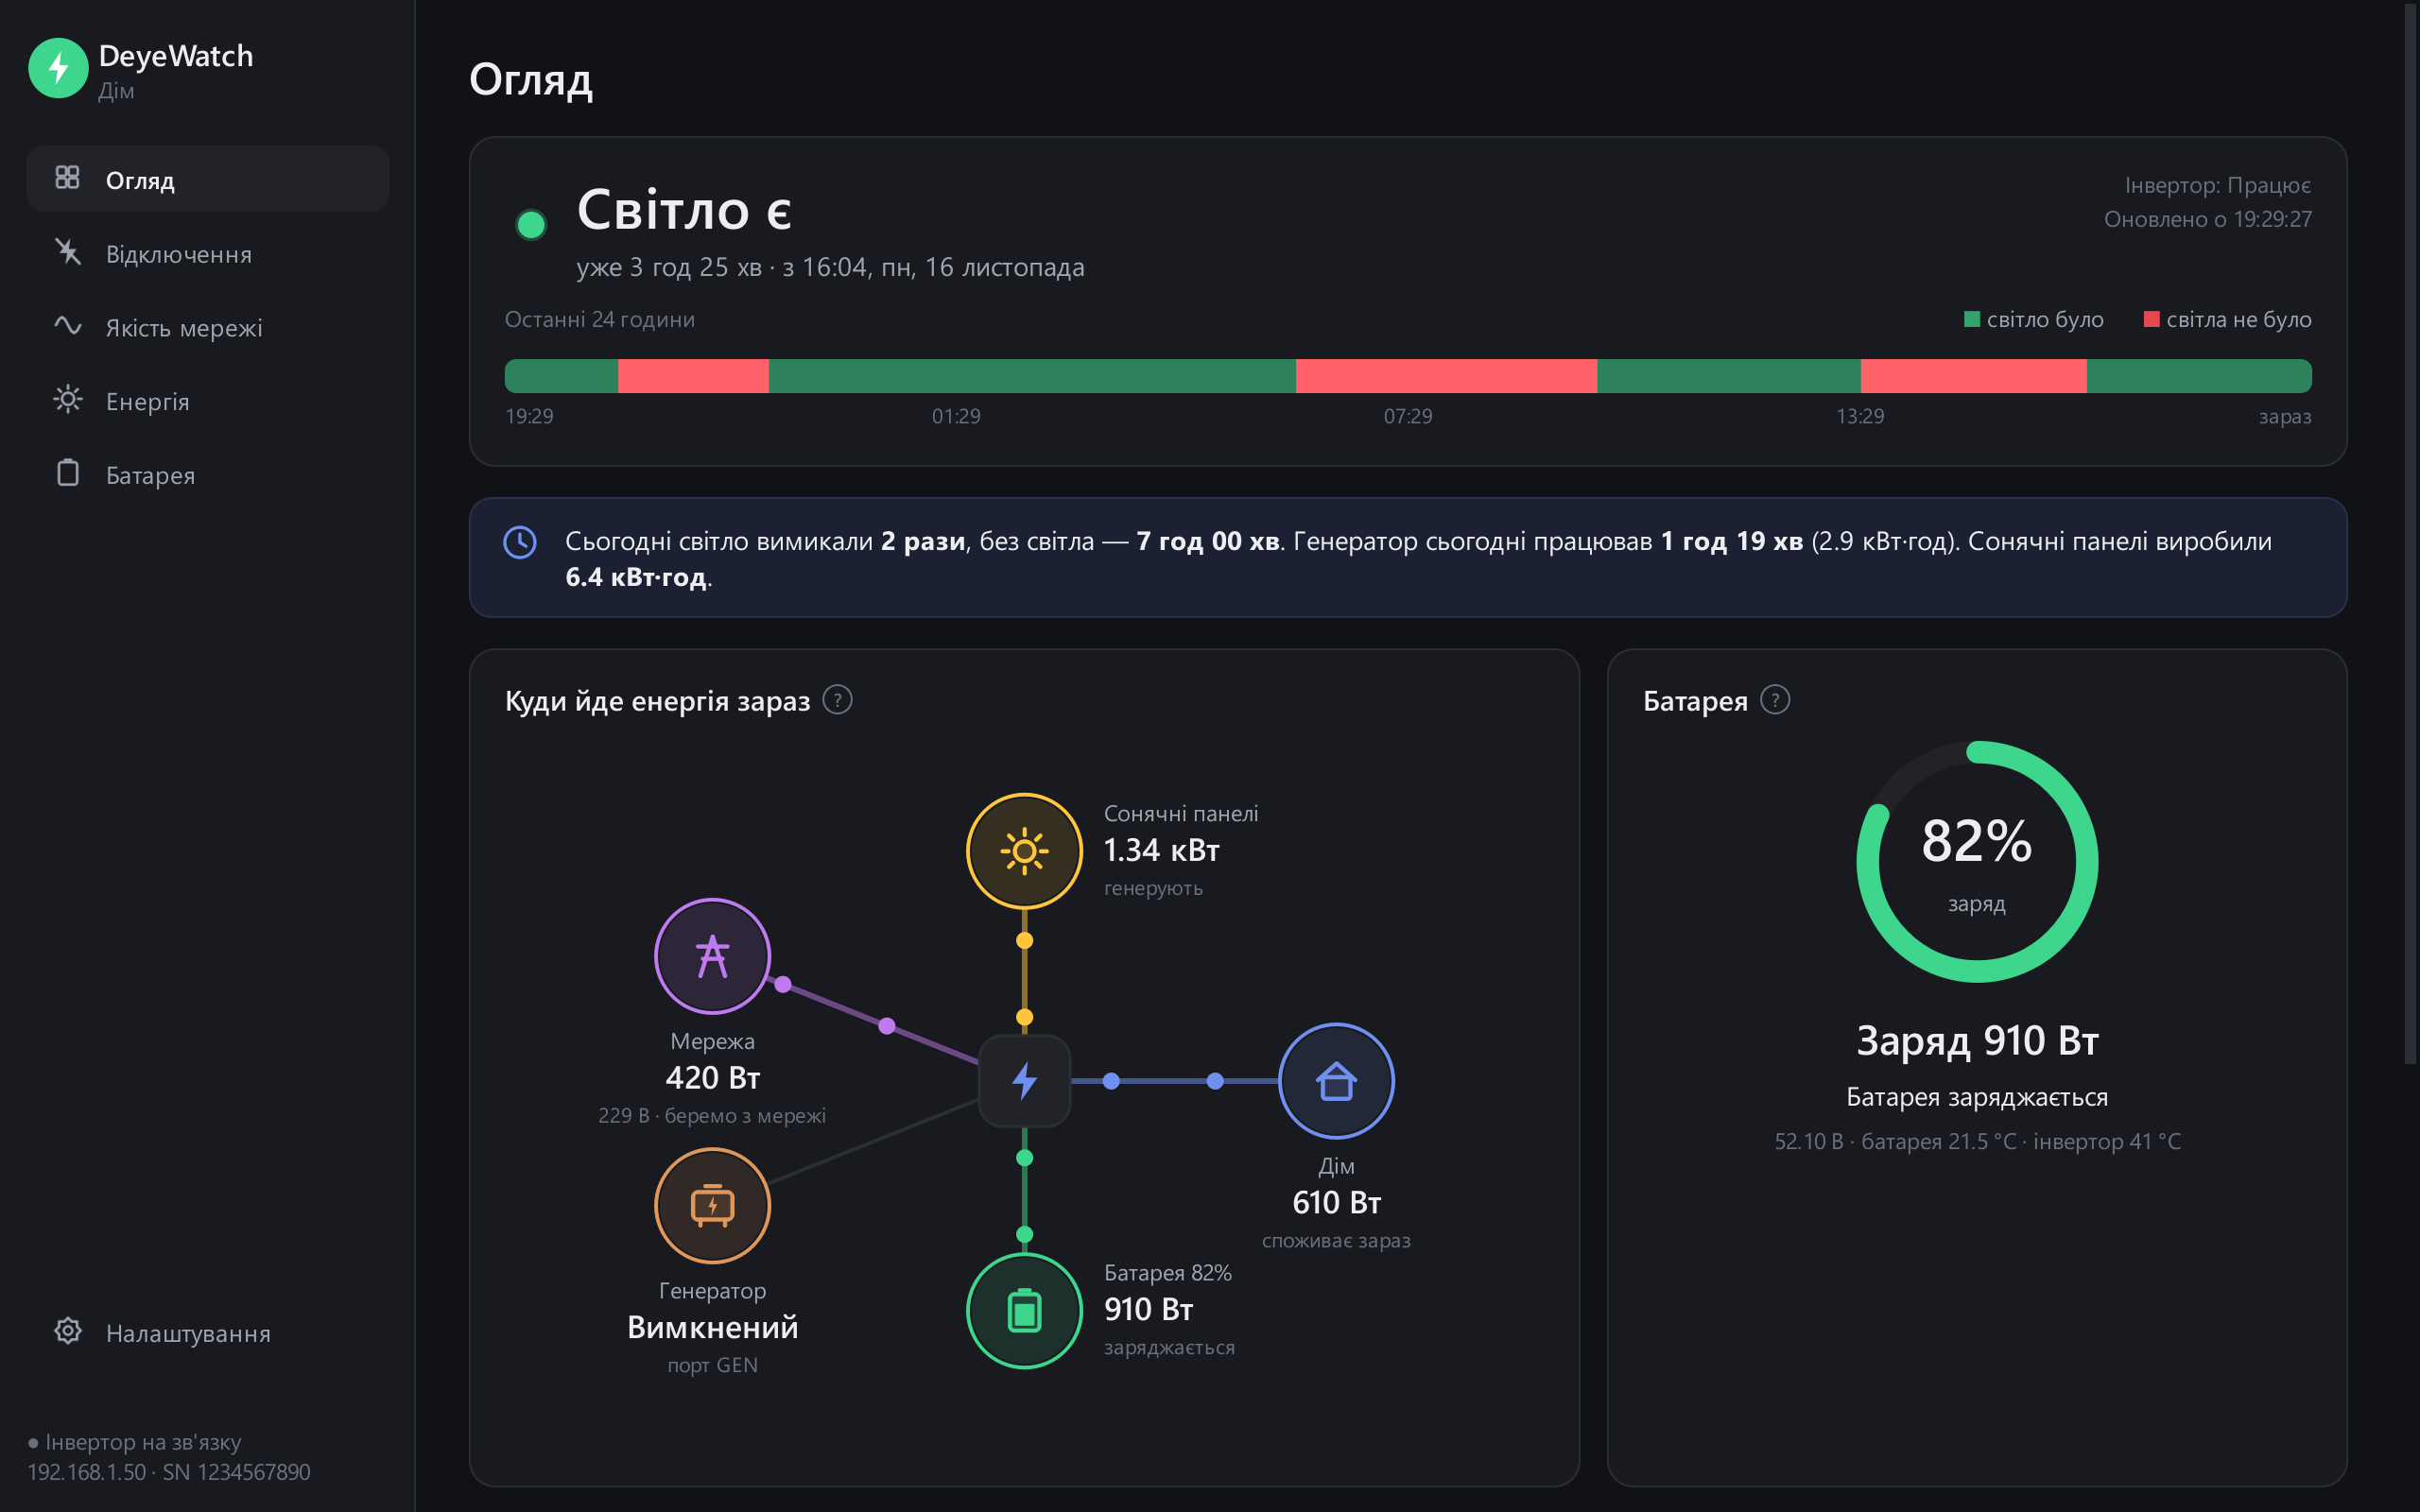 DeyeWatch
Дім
Огляд
Відключення
Якість мережі
Енергія
Батарея
Налаштування
● Інвертор на зв'язку
192.168.1.50 · SN 1234567890
Огляд
Світло є
уже 3 год 25 хв · з 16:04, пн, 16 листопада
Інвертор: Працює
Оновлено о 19:29:27
Останні 24 години
світло було
світла не було
19:29
01:29
07:29
13:29
зараз
Сьогодні світло вимикали 2 рази, без світла — 7 год 00 хв. Генератор сьогодні працював 1 год 19 хв (2.9 кВт·год). Сонячні панелі виробили
6.4 кВт·год.
Куди йде енергія зараз ?
Сонячні панелі
1.34 кВт
генерують
Мережа
420 Вт
229 В · беремо з мережі
Дім
610 Вт
споживає зараз
Генератор
Вимкнений
порт GEN
Батарея 82%
910 Вт
заряджається
Батарея ?
82%
заряд
Заряд 910 Вт
Батарея заряджається
52.10 В · батарея 21.5 °C · інвертор 41 °C